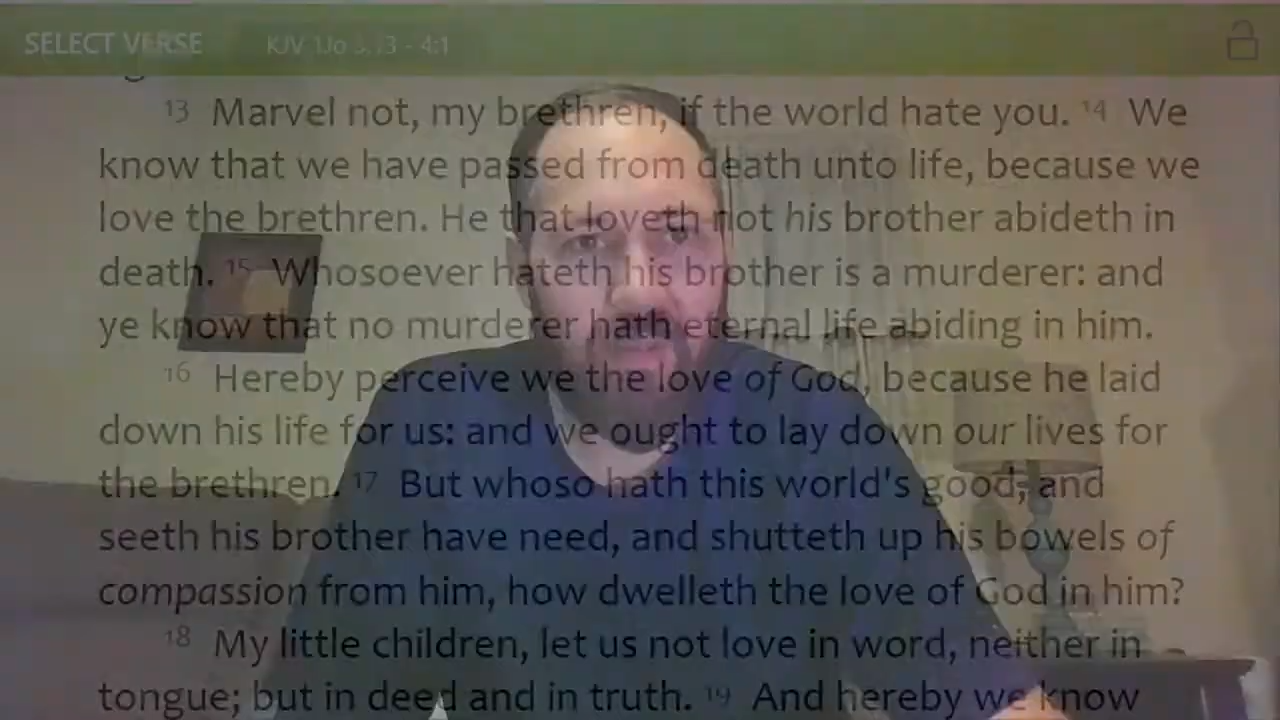 SELECT VERSE KJV 1Jo 3:13 - 4:1
13 Marvel not, my brethren, if the world hate you. 14 We
know that we have passed from death unto life, because we
love the brethren. He that loveth not his brother abideth in
death. 15 Whosoever hateth his brother is a murderer: and
ye know that no murderer hath eternal life abiding in him.
16 Hereby perceive we the love of God, because he laid
down his life for us: and we ought to lay down our lives for
the brethren. 17 But whoso hath this world's good, and
seeth his brother have need, and shutteth up his bowels of
compassion from him, how dwelleth the love of God in him?
18 My little children, let us not love in word, neither in
tongue; but in deed and in truth. 19 And hereby we know